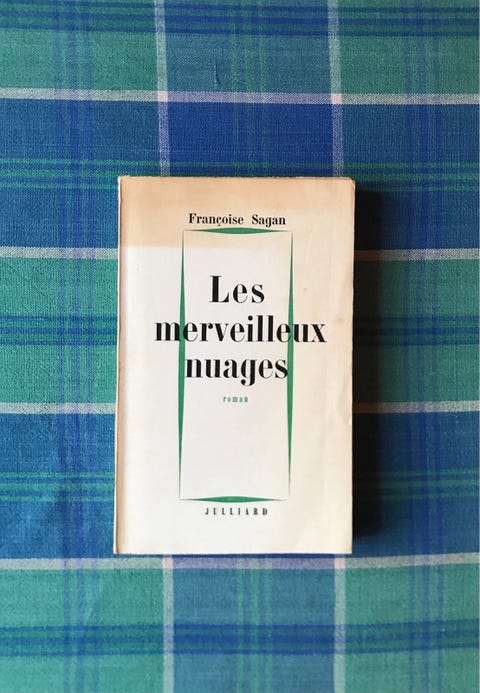 Françoise Sagan
Les
merveilleux
nuages
roman
JULLIARD